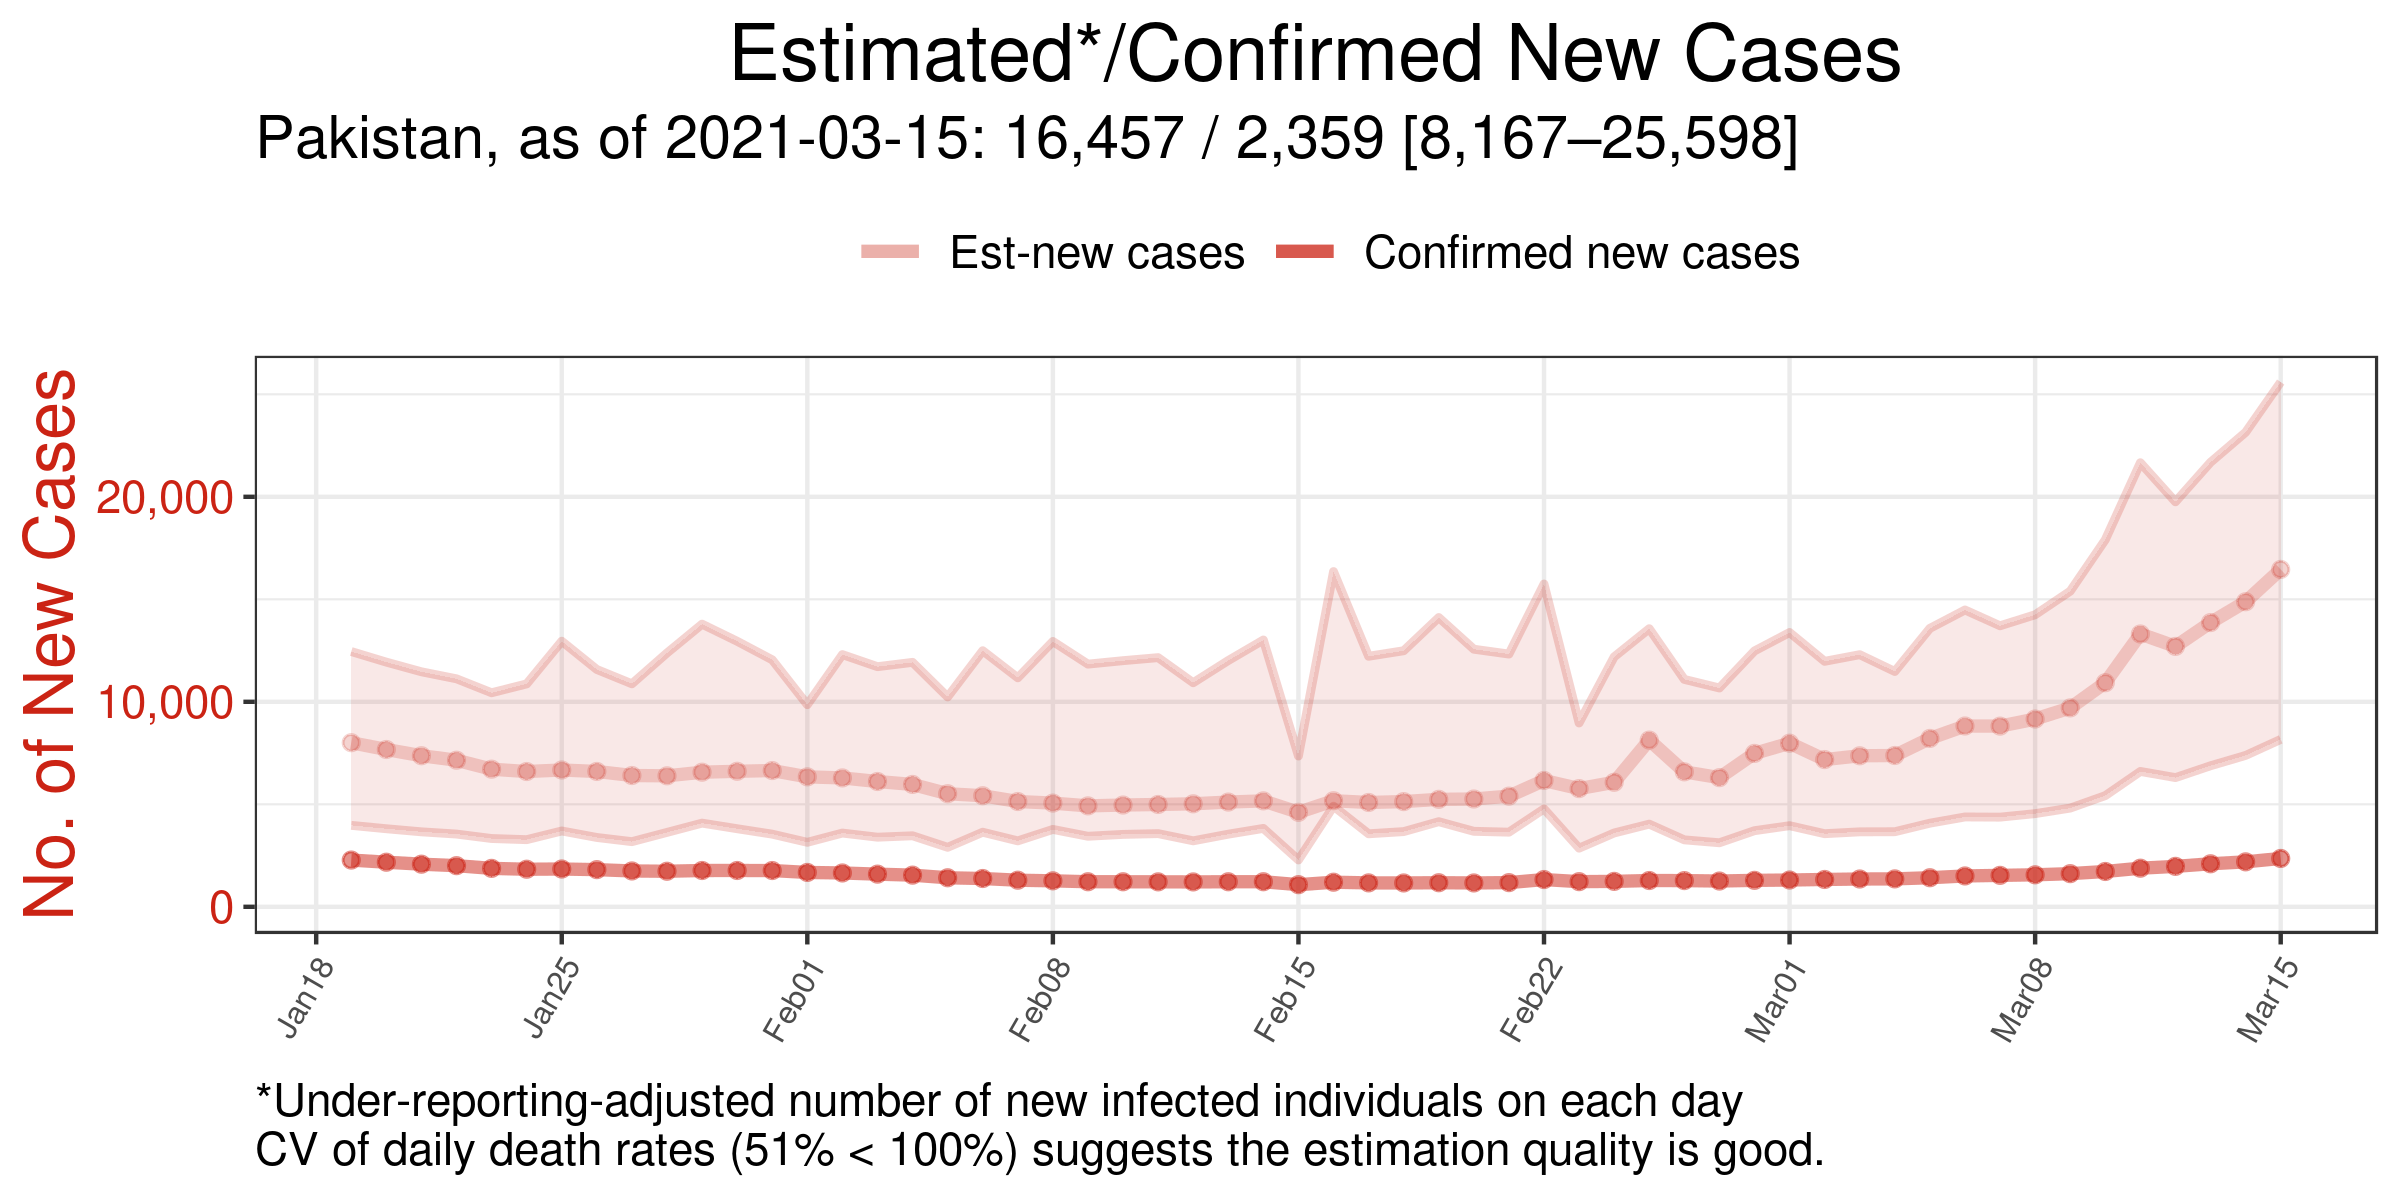 Estimated*/Confirmed New Cases
Pakistan, as of 2021-03-15: 16,457 / 2,359 [8,167–25,598]
Est-new cases
Confirmed new cases
No. of New Cases
20,000
10,000
0
Jan18
Jan25
Feb01
Feb08
Feb15
Feb22
Mar01
Mar08
Mar15
*Under-reporting-adjusted number of new infected individuals on each day
CV of daily death rates (51% < 100%) suggests the estimation quality is good.